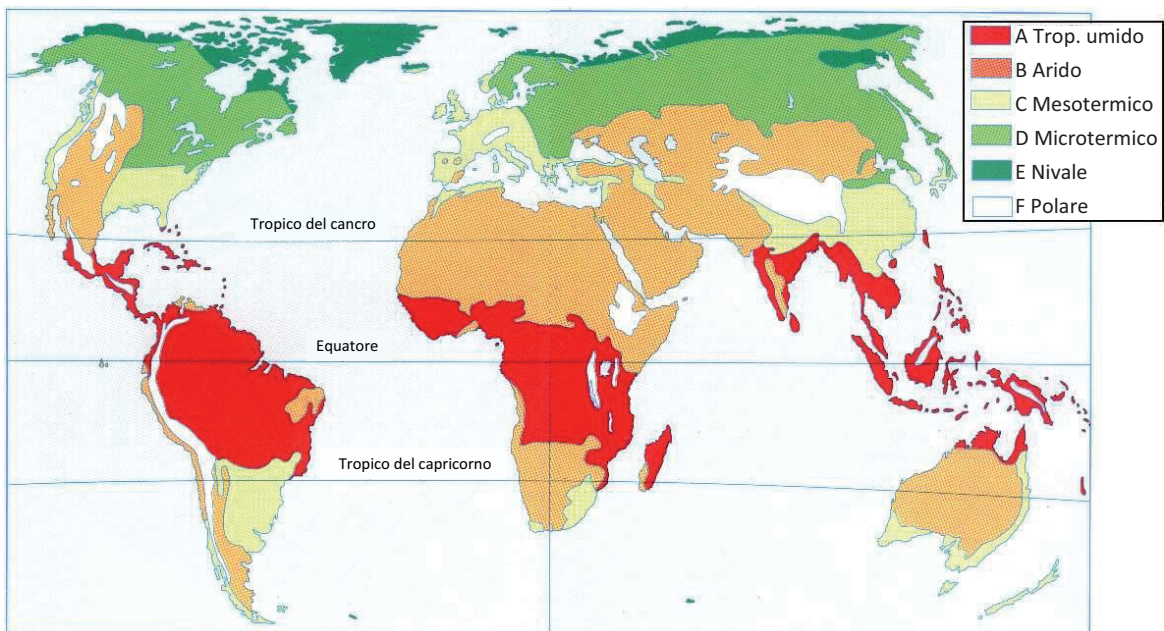 A Trop. umido
B Arido
C Mesotermico
D Microtermico
E Nivale
F Polare
Tropico del cancro
Equatore
Tropico del capricorno